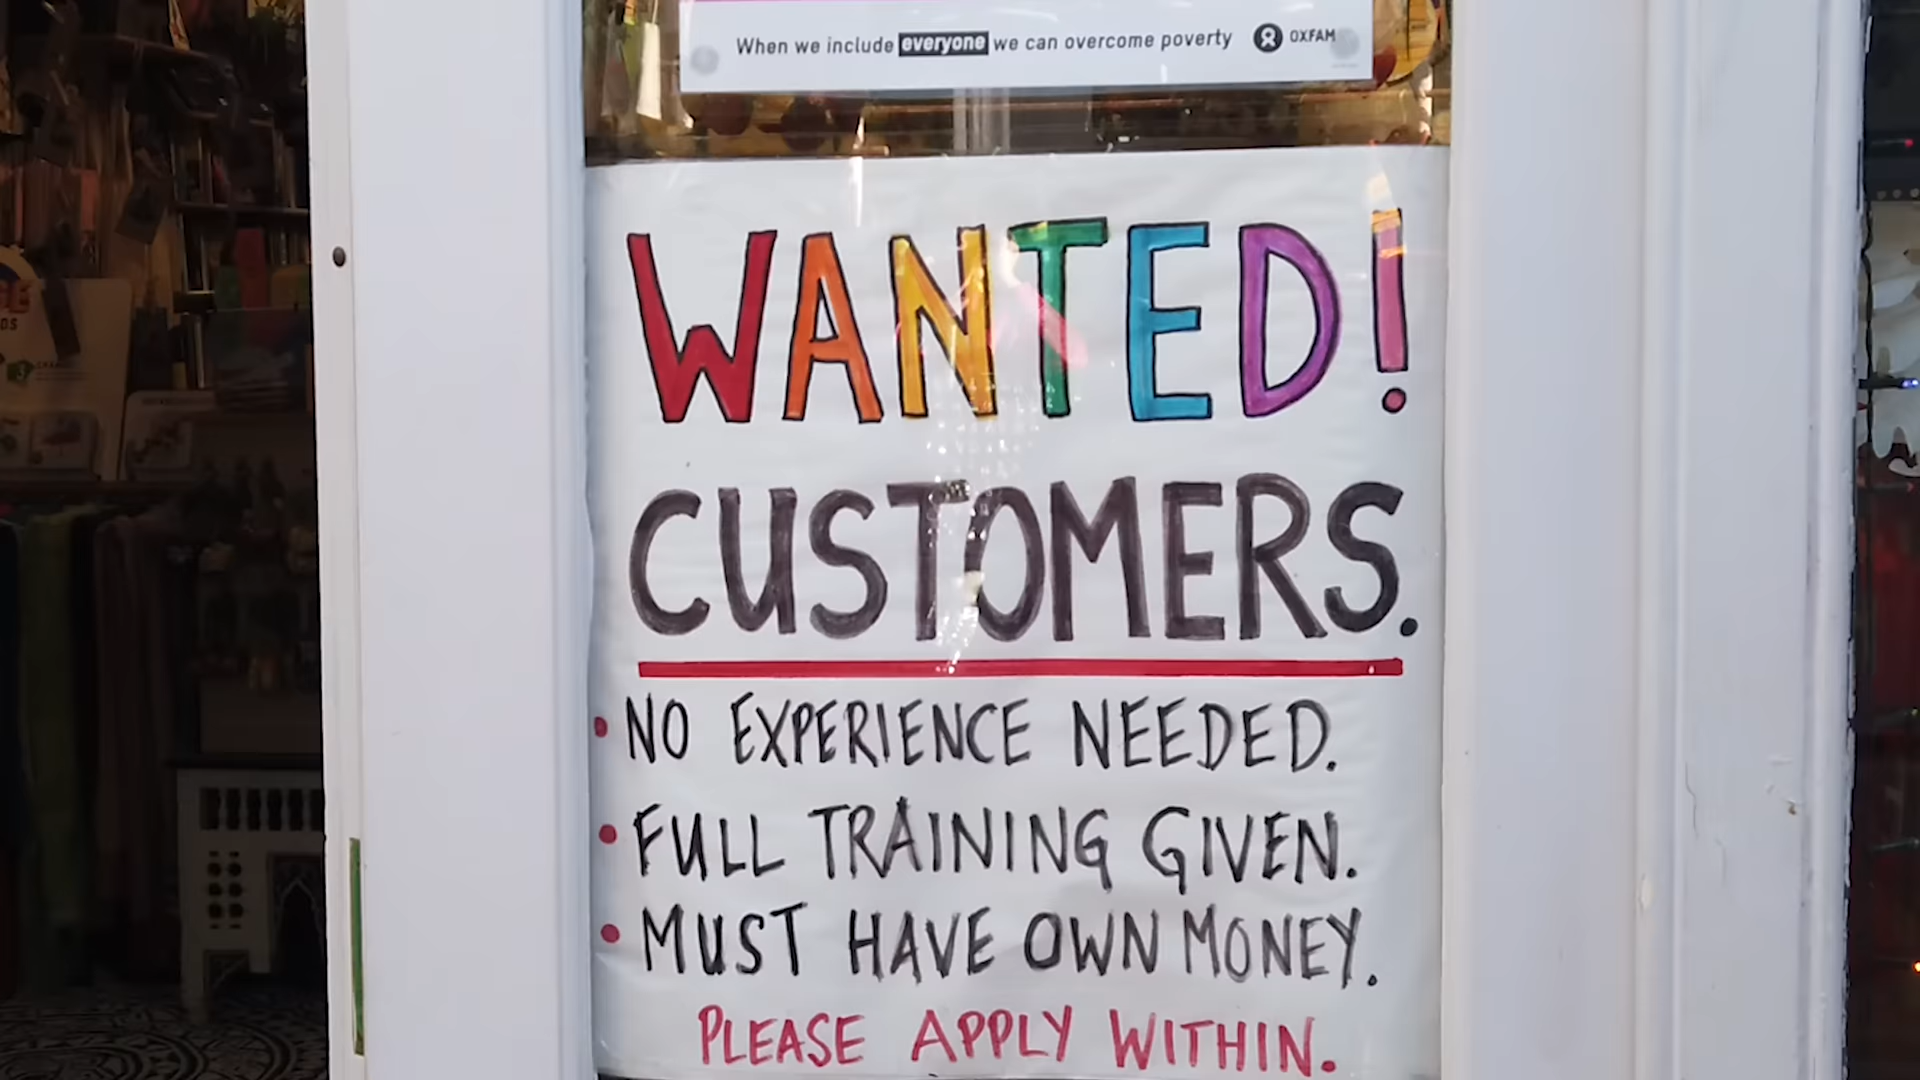 When we include everyone we can overcome poverty OXFAM
WANTED!
CUSTOMERS.
• NO EXPERIENCE NEEDED.
• FULL TRAINING GIVEN.
• MUST HAVE OWN MONEY.
PLEASE APPLY WITHIN.